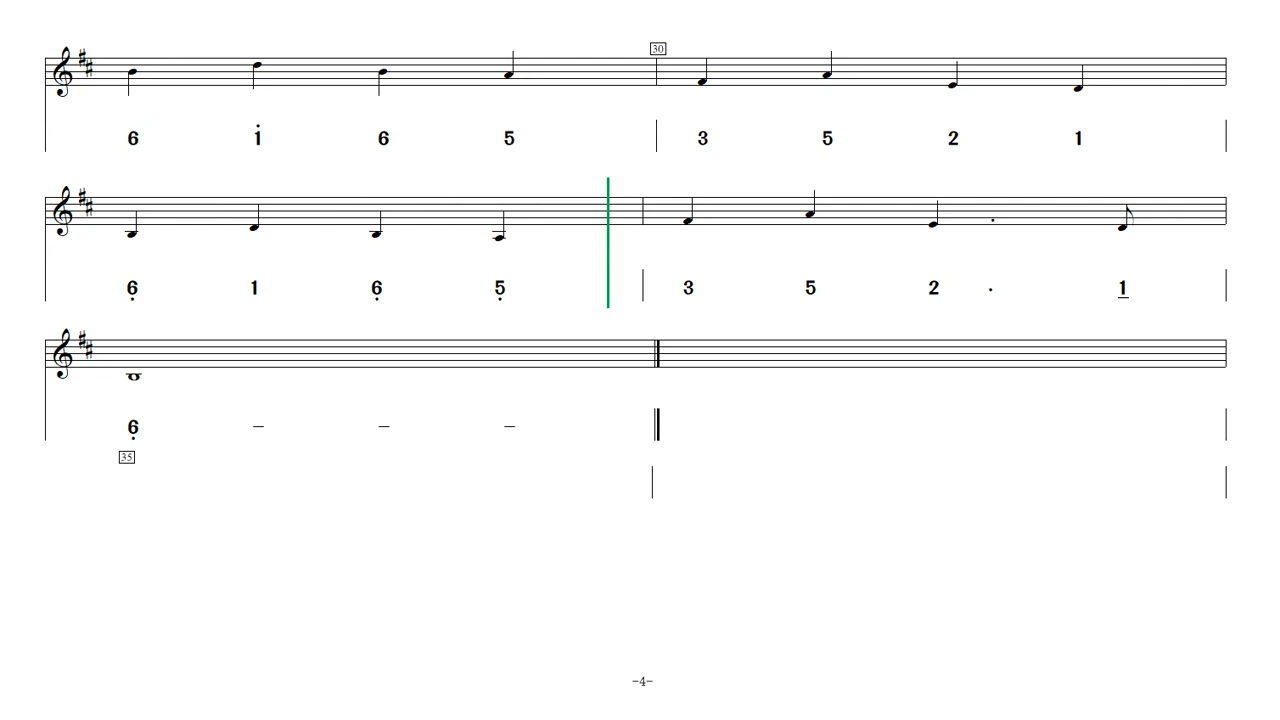 30
6 1̇ 6 5 | 3 5 2 1 |
6̣ 1 6̣ 5̣ | 3 5 2 · 1̲ |
6̣ – – – ‖
35
-4-